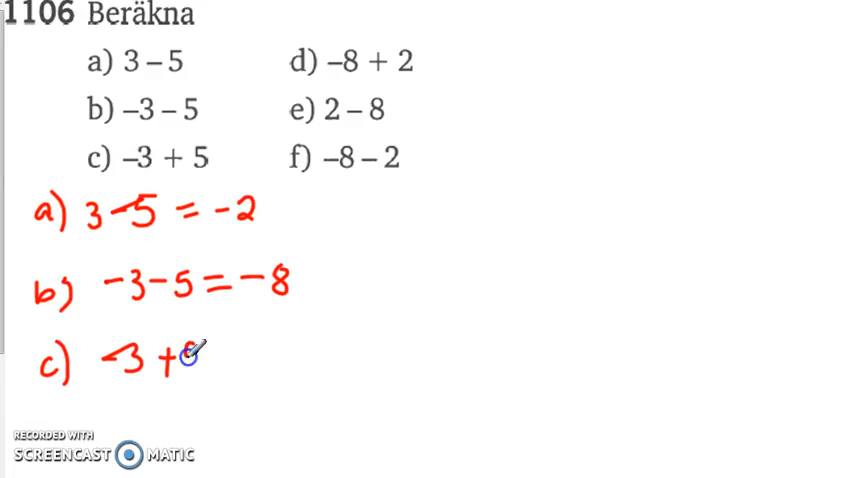 1106 Beräkna
a) 3 – 5
b) –3 – 5
c) –3 + 5
d) –8 + 2
e) 2 – 8
f) –8 – 2
a) 3 - 5 = -2
b) -3 - 5 = -8
c) -3 +
RECORDED WITH
SCREENCAST MATIC